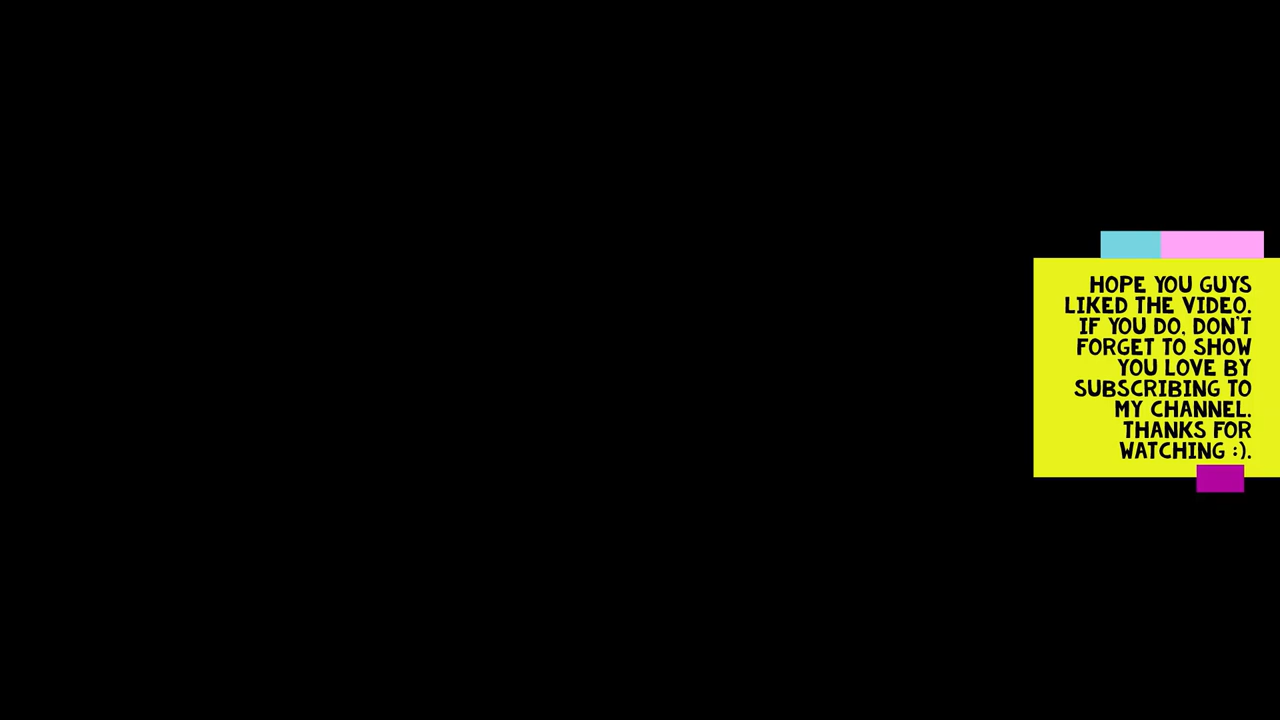 HOPE YOU GUYS
LIKED THE VIDEO.
IF YOU DO, DON'T
FORGET TO SHOW
YOU LOVE BY
SUBSCRIBING TO
MY CHANNEL.
THANKS FOR
WATCHING :).